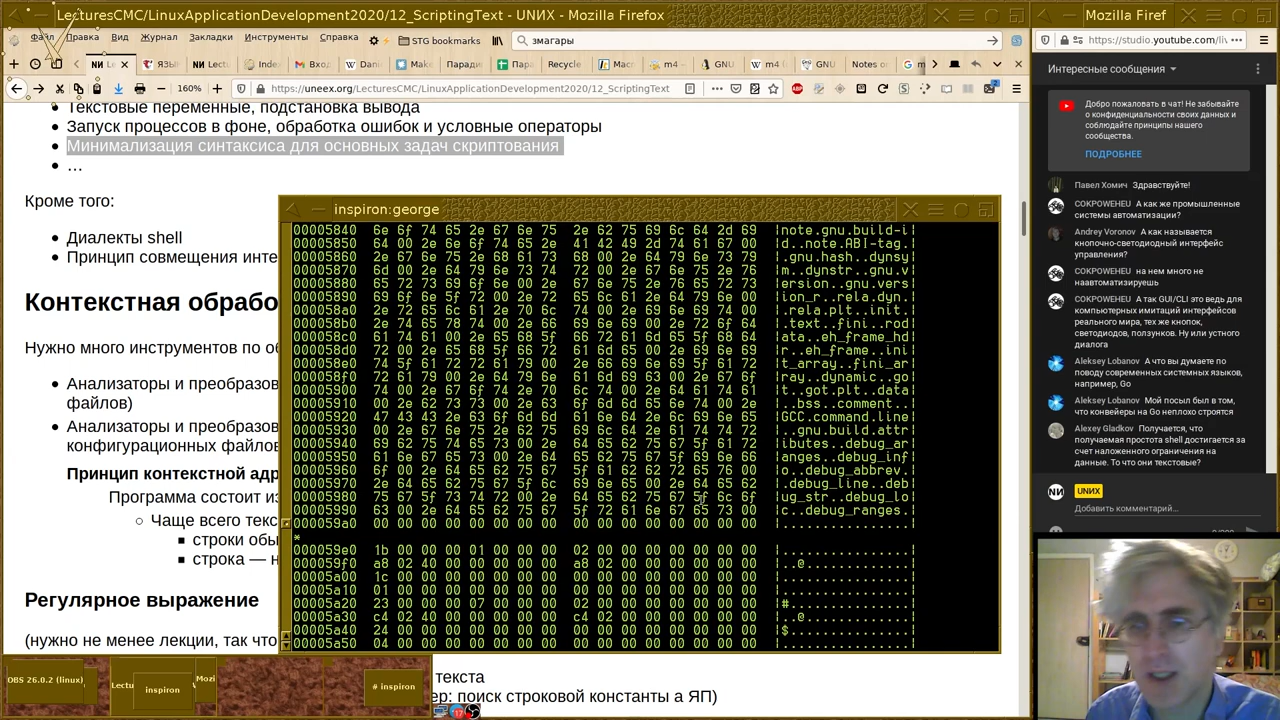 LecturesCMC/LinuxApplicationDevelopment2020/12_ScriptingText - UNИX - Mozilla Firefox
Файл Правка Вид Журнал Закладки Инструменты Справка
STG bookmarks
змагары
160%
https://uneex.org/LecturesCMC/LinuxApplicationDevelopment2020/12_ScriptingText
Текстовые переменные, подстановка вывода
Запуск процессов в фоне, обработка ошибок и условные операторы
Минимализация синтаксиса для основных задач скриптования
…
Кроме того:
Диалекты shell
Принцип совмещения инте
Контекстная обрабо
Нужно много инструментов по об
Анализаторы и преобразов
файлов)
Анализаторы и преобразов
конфигурационных файлов
Принцип контекстной адр
Программа состоит из
Чаще всего текс
строки обы
строка — н
Регулярное выражение
(нужно не менее лекции, так что
текста
ер: поиск строковой константы а ЯП)
inspiron:george
00005840 6e 6f 74 65 2e 67 6e 75 2e 62 75 69 6c 64 2d 69 |note.gnu.build-i|
00005850 64 00 2e 6e 6f 74 65 2e 41 42 49 2d 74 61 67 00 |d..note.ABI-tag.|
00005860 2e 67 6e 75 2e 68 61 73 68 00 2e 64 79 6e 73 79 |.gnu.hash..dynsy|
00005870 6d 00 2e 64 79 6e 73 74 72 00 2e 67 6e 75 2e 76 |m..dynstr..gnu.v|
00005880 65 72 73 69 6f 6e 00 2e 67 6e 75 2e 76 65 72 73 |ersion..gnu.vers|
00005890 69 6f 6e 5f 72 00 2e 72 65 6c 61 2e 64 79 6e 00 |ion_r..rela.dyn.|
000058a0 2e 72 65 6c 61 2e 70 6c 74 00 2e 69 6e 69 74 00 |.rela.plt..init.|
000058b0 2e 74 65 78 74 00 2e 66 69 6e 69 00 2e 72 6f 64 |.text..fini..rod|
000058c0 61 74 61 00 2e 65 68 5f 66 72 61 6d 65 5f 68 64 |ata..eh_frame_hd|
000058d0 72 00 2e 65 68 5f 66 72 61 6d 65 00 2e 69 6e 69 |r..eh_frame..ini|
000058e0 74 5f 61 72 72 61 79 00 2e 66 69 6e 69 5f 61 72 |t_array..fini_ar|
000058f0 72 61 79 00 2e 64 79 6e 61 6d 69 63 00 2e 67 6f |ray..dynamic..go|
00005900 74 00 2e 67 6f 74 2e 70 6c 74 00 2e 64 61 74 61 |t..got.plt..data|
00005910 00 2e 62 73 73 00 2e 63 6f 6d 6d 65 6e 74 00 2e |..bss..comment..|
00005920 47 43 43 2e 63 6f 6d 6d 61 6e 64 2e 6c 69 6e 65 |GCC.command.line|
00005930 00 2e 67 6e 75 2e 62 75 69 6c 64 2e 61 74 74 72 |..gnu.build.attr|
00005940 69 62 75 74 65 73 00 2e 64 65 62 75 67 5f 61 72 |ibutes..debug_ar|
00005950 61 6e 67 65 73 00 2e 64 65 62 75 67 5f 69 6e 66 |anges..debug_inf|
00005960 6f 00 2e 64 65 62 75 67 5f 61 62 62 72 65 76 00 |o..debug_abbrev.|
00005970 2e 64 65 62 75 67 5f 6c 69 6e 65 00 2e 64 65 62 |.debug_line..deb|
00005980 75 67 5f 73 74 72 00 2e 64 65 62 75 67 5f 6c 6f |ug_str..debug_lo|
00005990 63 00 2e 64 65 62 75 67 5f 72 61 6e 67 65 73 00 |c..debug_ranges.|
000059a0 00 00 00 00 00 00 00 00 00 00 00 00 00 00 00 00 |................|
*
000059e0 1b 00 00 00 01 00 00 00 02 00 00 00 00 00 00 00 |................|
000059f0 a8 02 40 00 00 00 00 00 a8 02 00 00 00 00 00 00 |..@.............|
00005a00 1c 00 00 00 00 00 00 00 00 00 00 00 00 00 00 00 |................|
00005a10 01 00 00 00 00 00 00 00 00 00 00 00 00 00 00 00 |................|
00005a20 23 00 00 00 07 00 00 00 02 00 00 00 00 00 00 00 |#...............|
00005a30 c4 02 40 00 00 00 00 00 c4 02 00 00 00 00 00 00 |..@.............|
00005a40 24 00 00 00 00 00 00 00 00 00 00 00 00 00 00 00 |$...............|
00005a50 04 00 00 00 00 00 00 00 00 00 00 00 00 00 00 00 |................|
OBS 26.0.2 (linux)
Lectu
Mozi
inspiron
# inspiron
Mozilla Firef
https://studio.youtube.com/liv
Интересные сообщения
Добро пожаловать в чат! Не забывайте
о конфиденциальности своих данных и
соблюдайте принципы нашего
сообщества.
ПОДРОБНЕЕ
Павел Хомич Здравствуйте!
COKPOWEHEU А как же промышленные
системы автоматизации?
Andrey Voronov А как называется
кнопочно-светодиодный интерфейс
управления?
COKPOWEHEU на нем много не
наавтоматизируешь
COKPOWEHEU А так GUI/CLI это ведь для
компьютерных имитаций интерфейсов
реального мира, тех же кнопок,
светодиодов, ползунков. Ну или устного
диалога
Aleksey Lobanov А что вы думаете по
поводу современных системных языков,
например, Go
Aleksey Lobanov Мой посыл был в том,
что конвейеры на Go неплохо строятся
Alexey Gladkov Получается, что
получаемая простота shell достигается за
счет наложенного ограничения на
данные. То что они текстовые?
UNИX
Добавить комментарий…